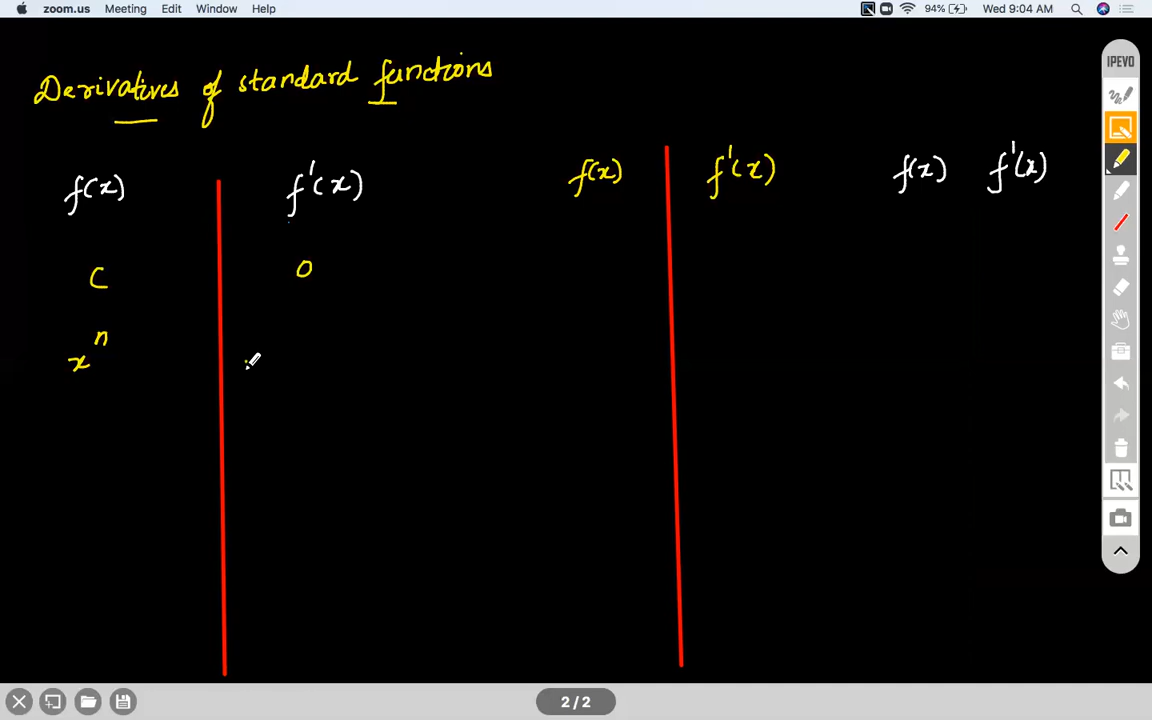 zoom.us Meeting Edit Window Help 94% Wed 9:04 AM
IPEVO
Derivatives of standard functions
f(x) f'(x) f(x) f'(x) f(x) f'(x)
C 0
xⁿ
2 / 2